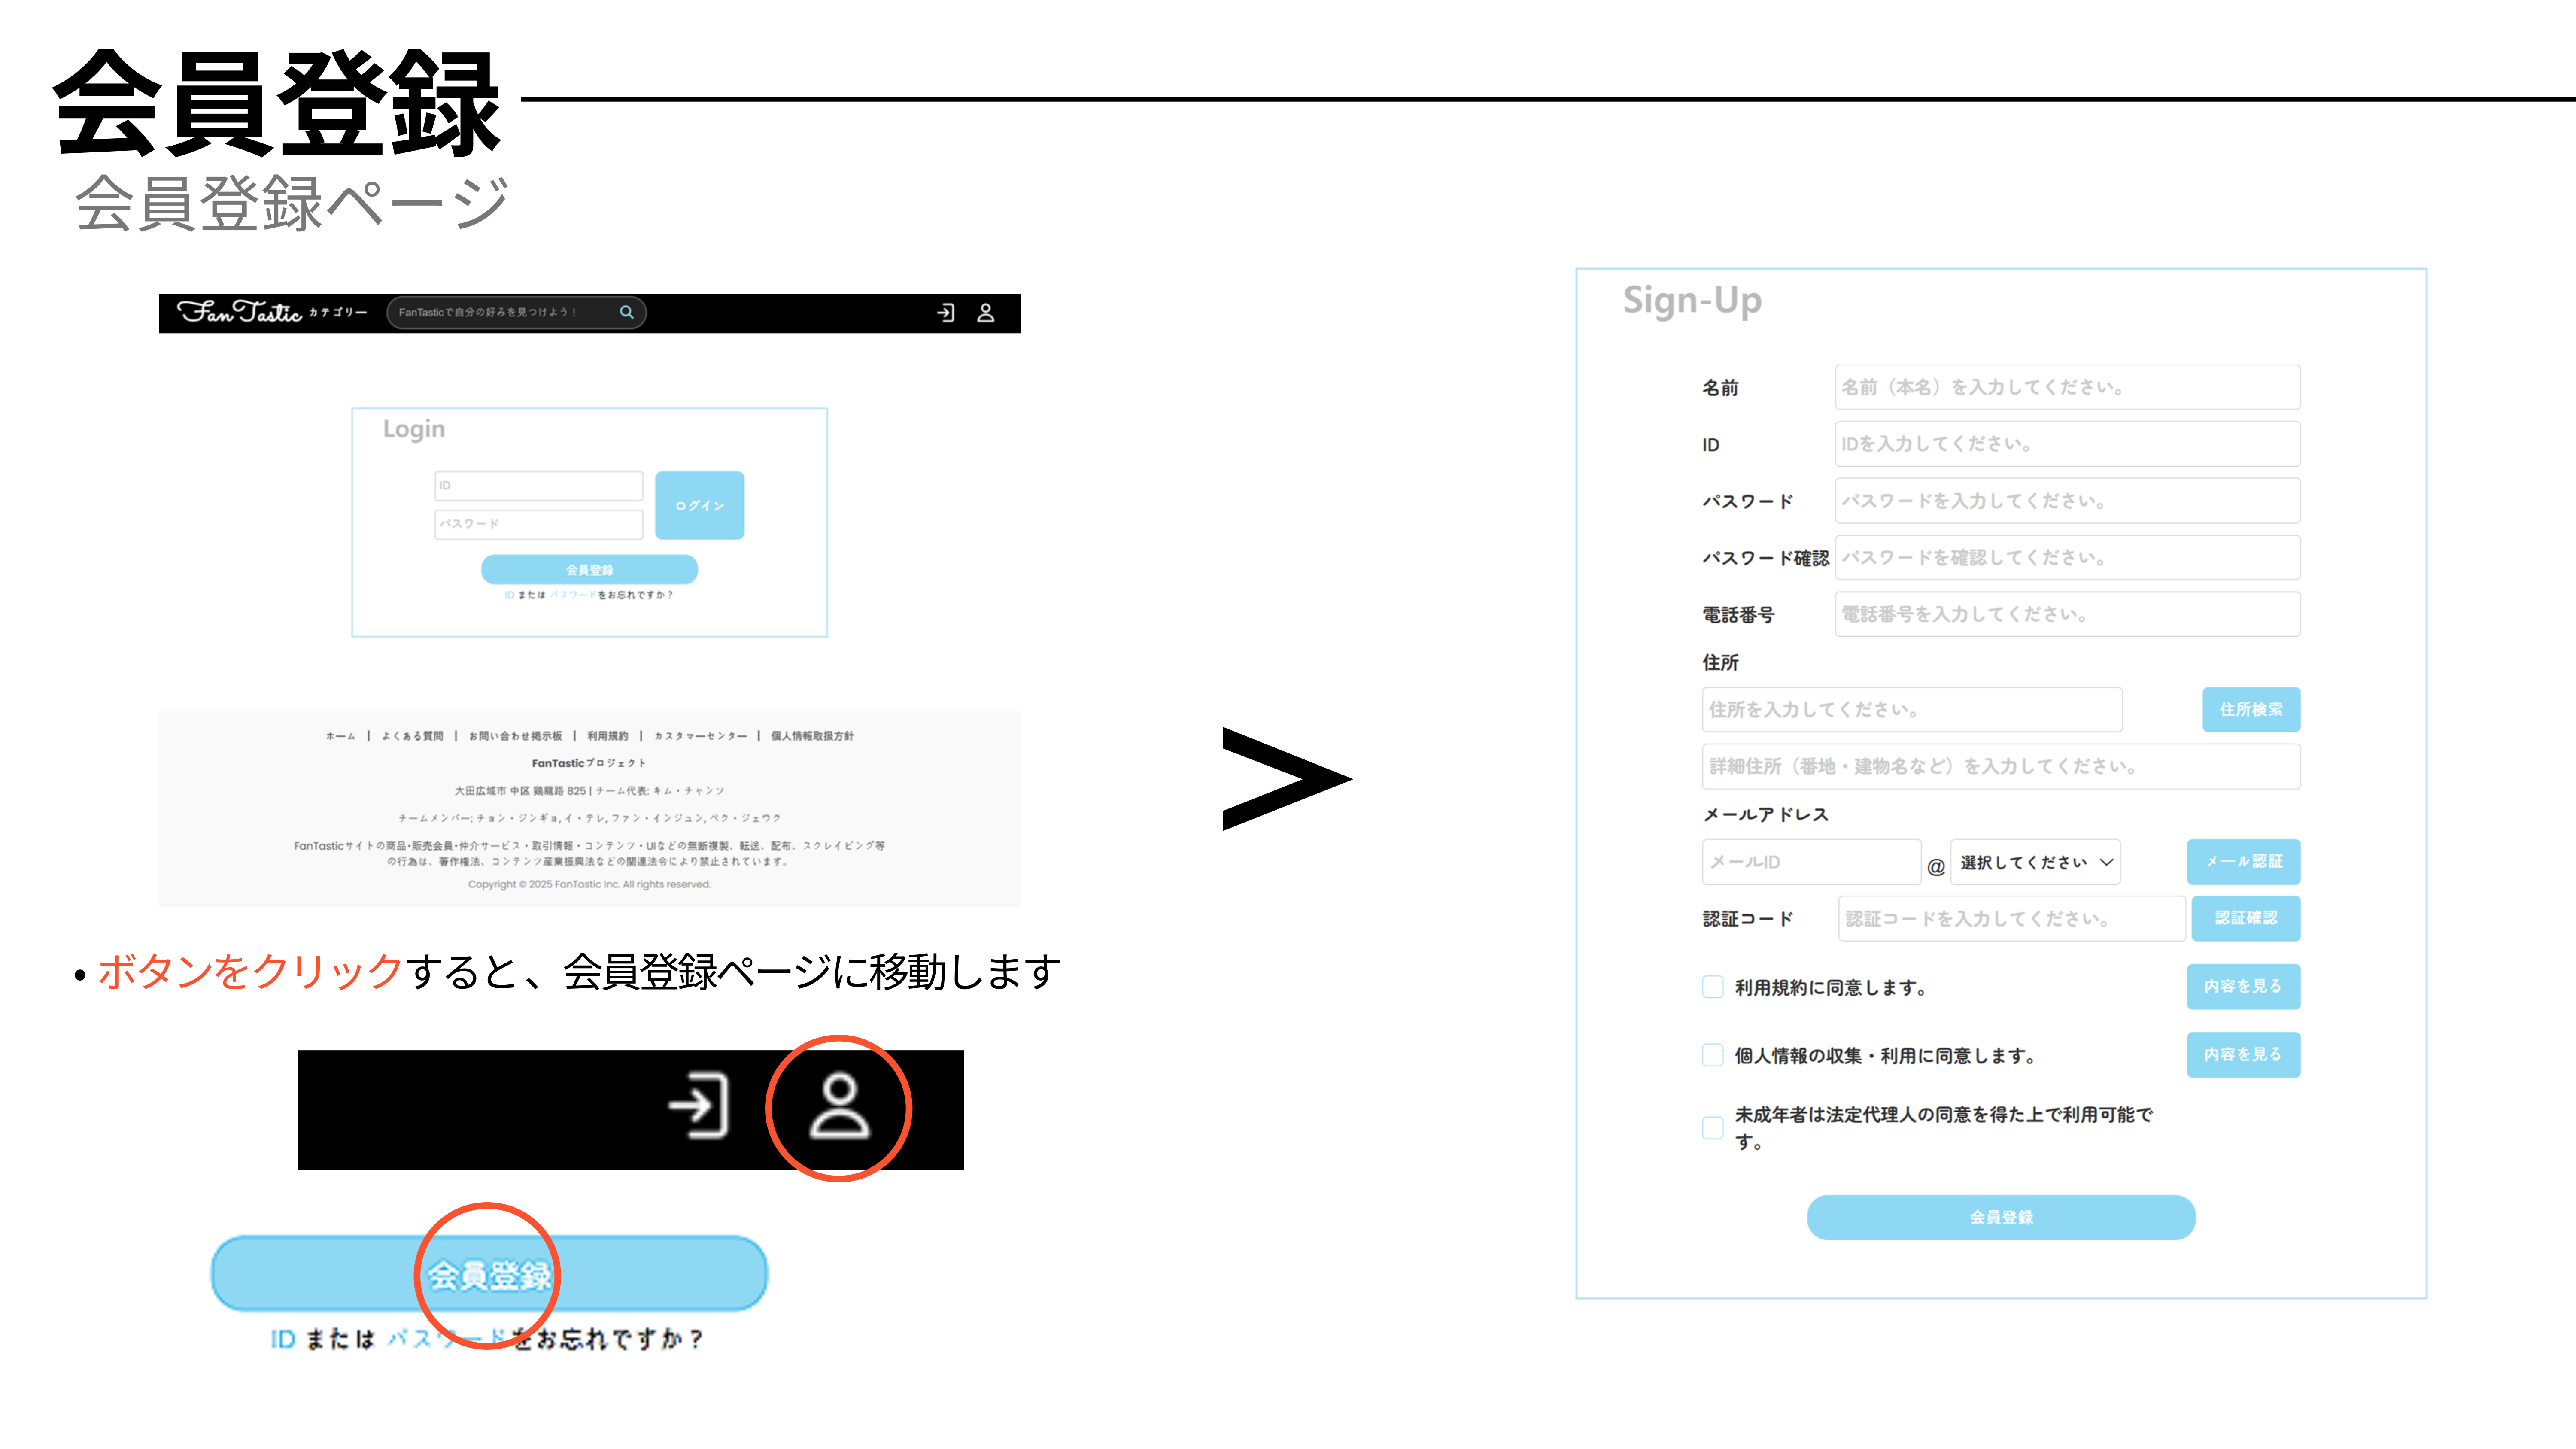 会員登録
会員登録ページ
FanTastic カテゴリー FanTasticで自分の好みを見つけよう！
Login
ID
パスワード
ログイン
会員登録
ID または パスワードをお忘れですか？
ホーム | よくある質問 | お問い合わせ掲示板 | 利用規約 | カスタマーセンター | 個人情報取扱方針
FanTasticプロジェクト
大田広域市 中区 鶏龍路 825 | チーム代表: キム・チャンソ
チームメンバー: チョン・ジンギョ, イ・テレ, ファン・インジュン, ペク・ジェウク
FanTasticサイトの商品・販売会員・仲介サービス・取引情報・コンテンツ・UIなどの無断複製、転送、配布、スクレイピング等
の行為は、著作権法、コンテンツ産業振興法などの関連法令により禁止されています。
Copyright © 2025 FanTastic Inc. All rights reserved.
• ボタンをクリックすると、会員登録ページに移動します
会員登録
ID または パスワードをお忘れですか？
>
Sign-Up
名前 名前（本名）を入力してください。
ID IDを入力してください。
パスワード パスワードを入力してください。
パスワード確認 パスワードを確認してください。
電話番号 電話番号を入力してください。
住所
住所を入力してください。 住所検索
詳細住所（番地・建物名など）を入力してください。
メールアドレス
メールID @ 選択してください メール認証
認証コード 認証コードを入力してください。 認証確認
利用規約に同意します。 内容を見る
個人情報の収集・利用に同意します。 内容を見る
未成年者は法定代理人の同意を得た上で利用可能で
す。
会員登録